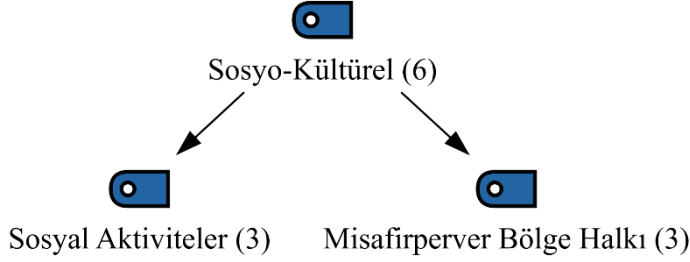 Sosyo-Kültürel (6)
Sosyal Aktiviteler (3)
Misafirperver Bölge Halkı (3)